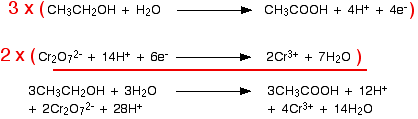 3 x ( CH₃CH₂OH + H₂O ⟶ CH₃COOH + 4H⁺ + 4e⁻ )
2 x ( Cr₂O₇²⁻ + 14H⁺ + 6e⁻ ⟶ 2Cr³⁺ + 7H₂O )
3CH₃CH₂OH + 3H₂O ⟶ 3CH₃COOH + 12H⁺
+ 2Cr₂O₇²⁻ + 28H⁺ + 4Cr³⁺ + 14H₂O